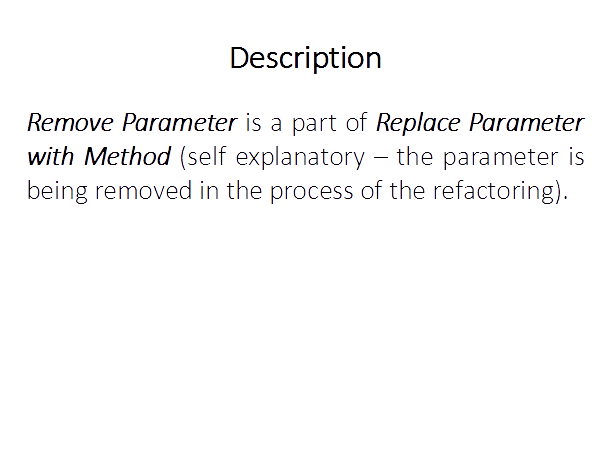 Description
Remove Parameter is a part of Replace Parameter
with Method (self explanatory – the parameter is
being removed in the process of the refactoring).